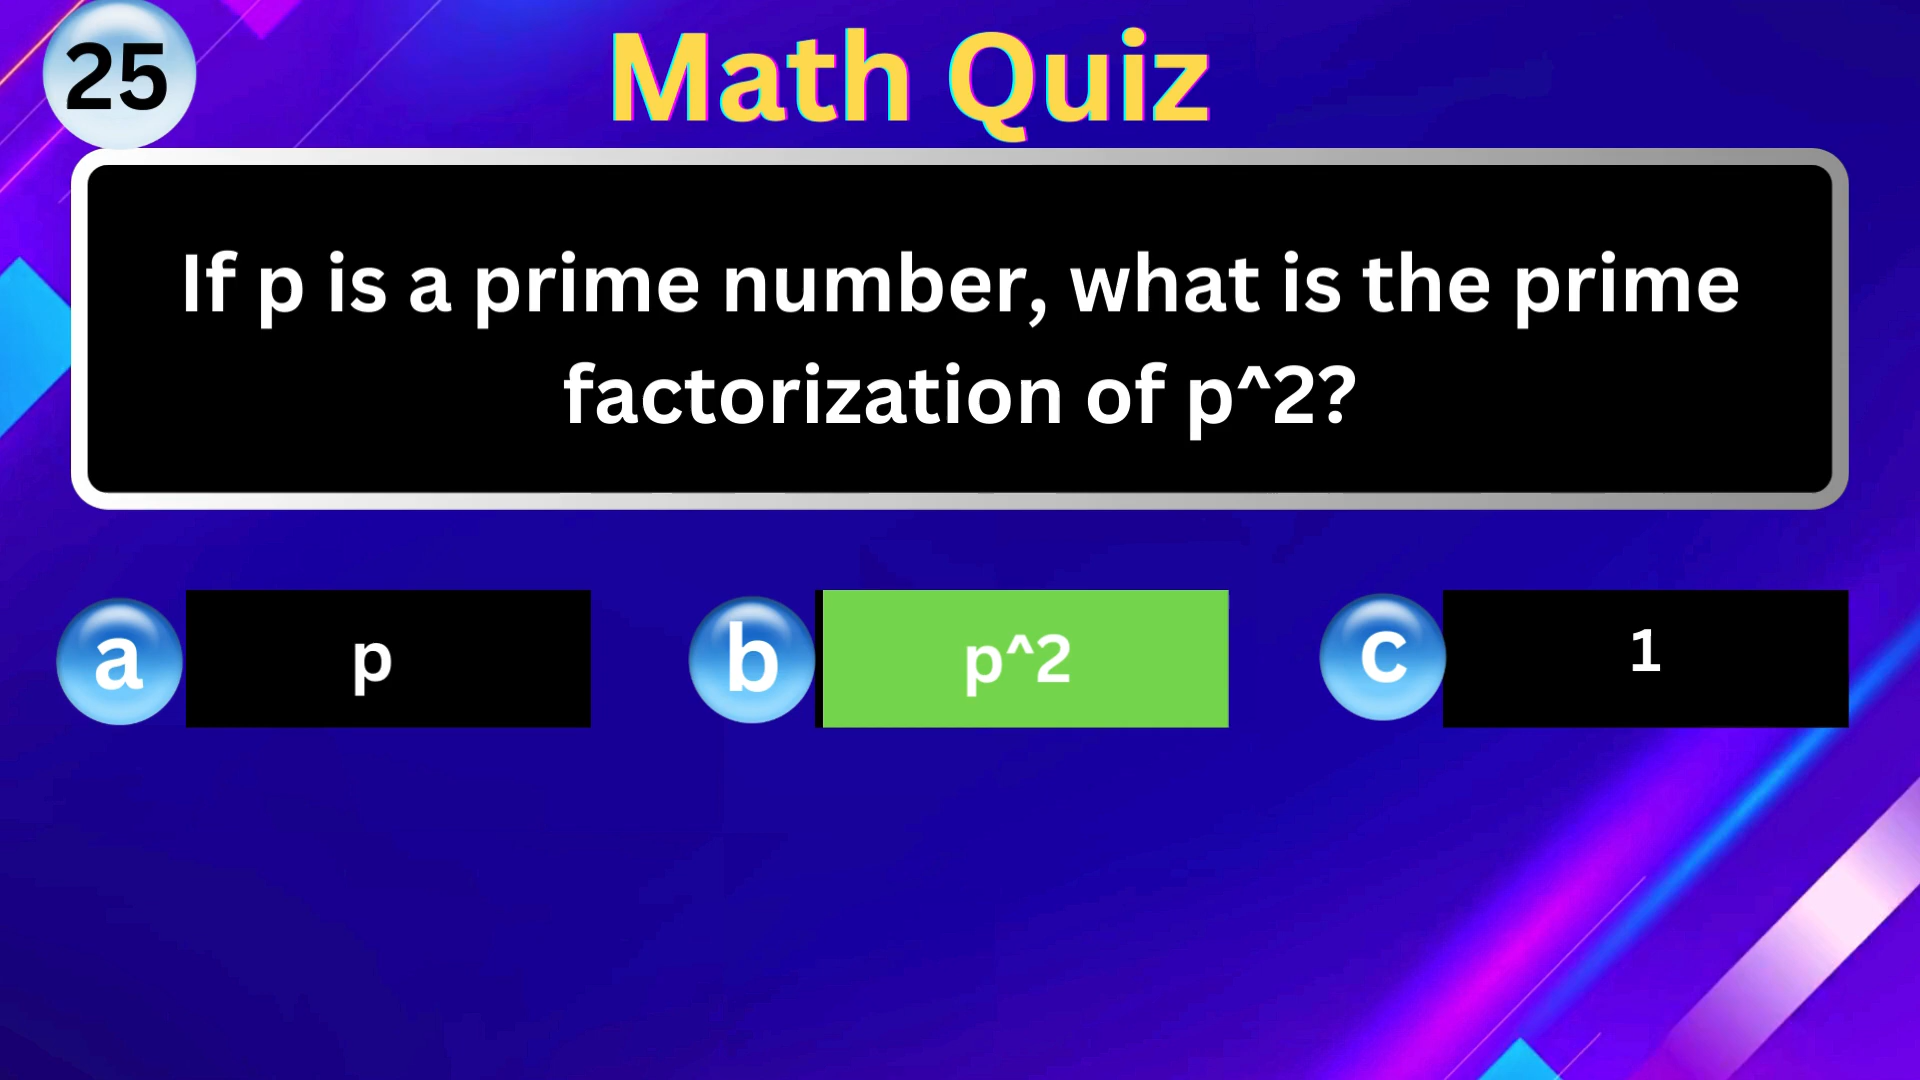 25
Math Quiz
If p is a prime number, what is the prime
factorization of p^2?
a p
b p^2
c 1